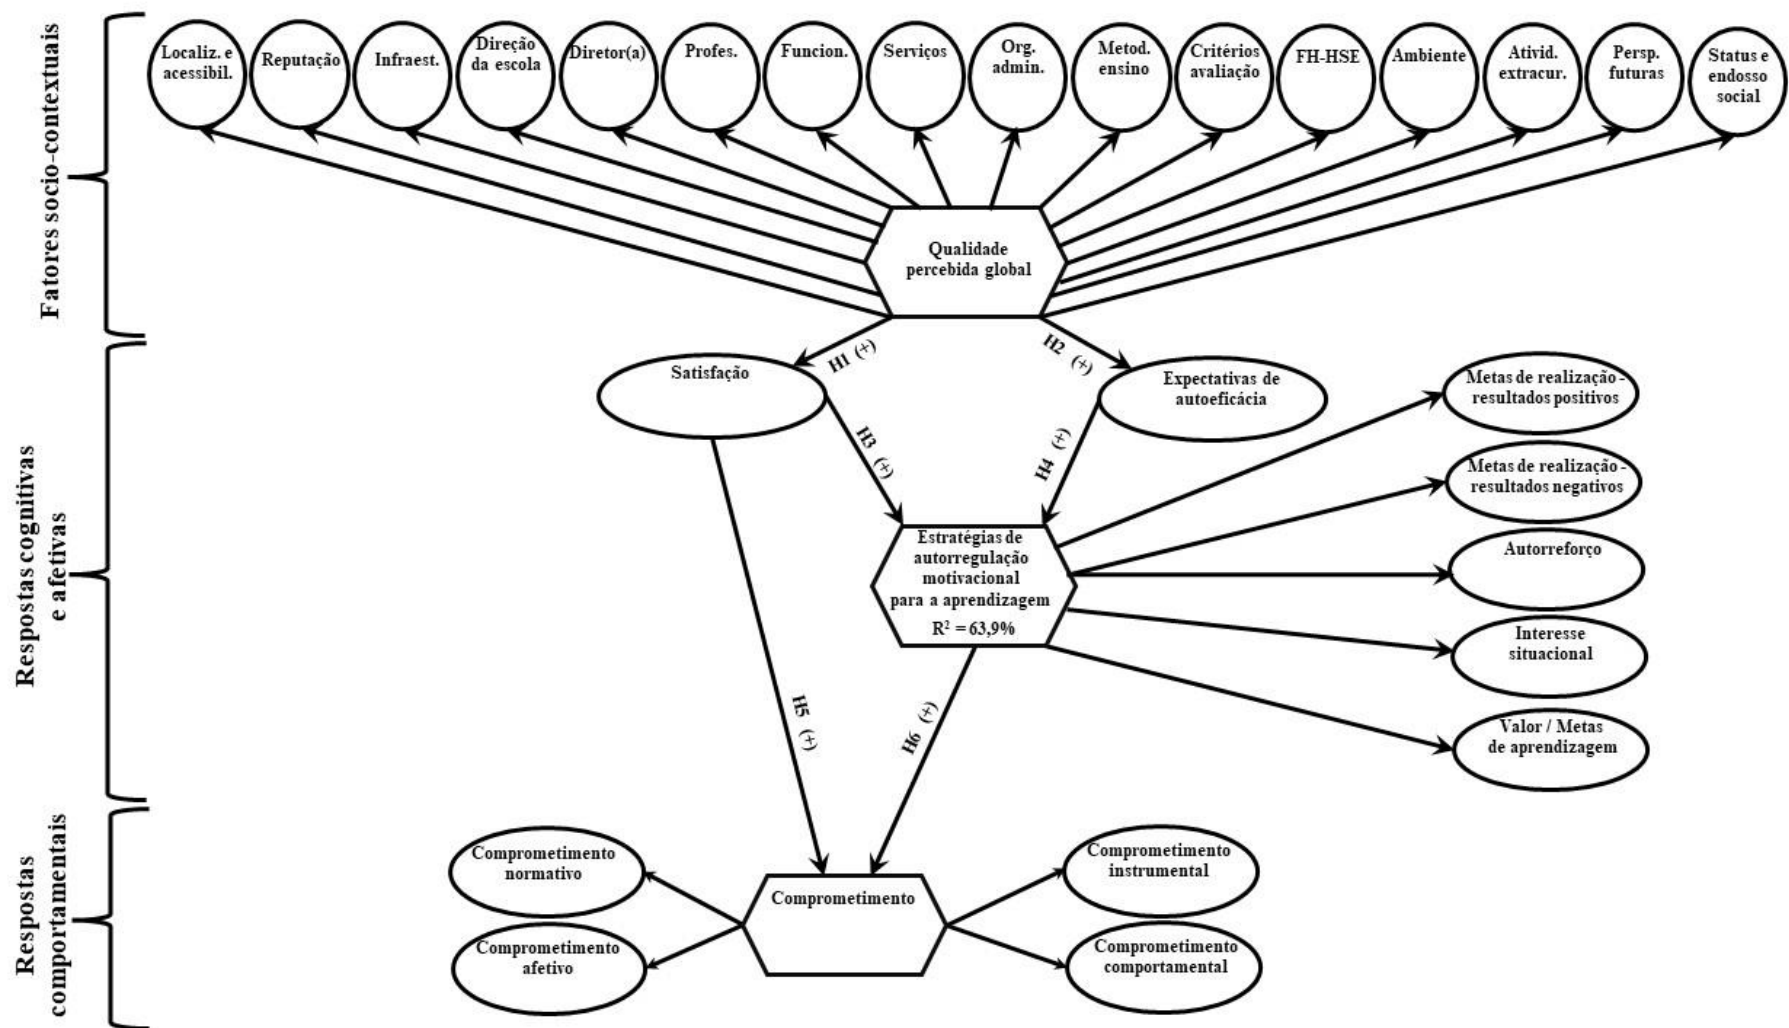 Fatores socio-contextuais
Localiz. e
acessibil.
Reputação
Infraest.
Direção
da escola
Diretor(a)
Profes.
Funcion.
Serviços
Org.
admin.
Metod.
ensino
Critérios
avaliação
FH-HSE
Ambiente
Ativid.
extracur.
Persp.
futuras
Status e
endosso
social
Qualidade
percebida global
H1 (+)
H2 (+)
Respostas cognitivas
e afetivas
Satisfação
Expectativas de
autoeficácia
H3 (+)
H4 (+)
Metas de realização -
resultados positivos
Metas de realização -
resultados negativos
Autorreforço
Interesse
situacional
Valor / Metas
de aprendizagem
Estratégias de
autorregulação
motivacional
para a aprendizagem
R² = 63,9%
H5 (+)
H6 (+)
Respostas
comportamentais
Comprometimento
normativo
Comprometimento
afetivo
Comprometimento
Comprometimento
instrumental
Comprometimento
comportamental